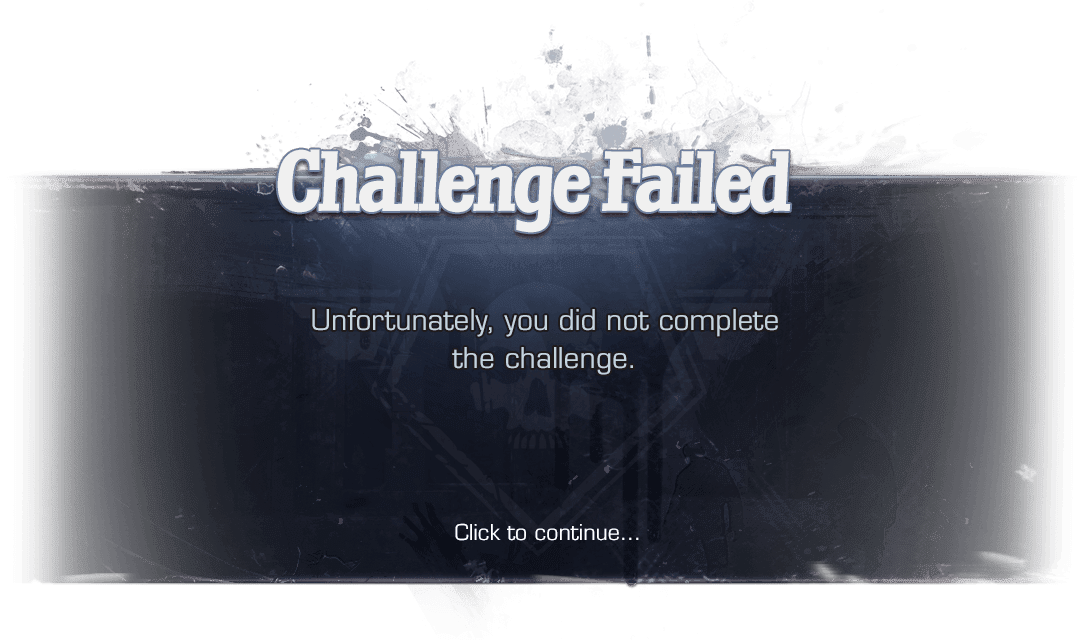 Challenge Failed
Unfortunately, you did not complete
the challenge.
Click to continue...